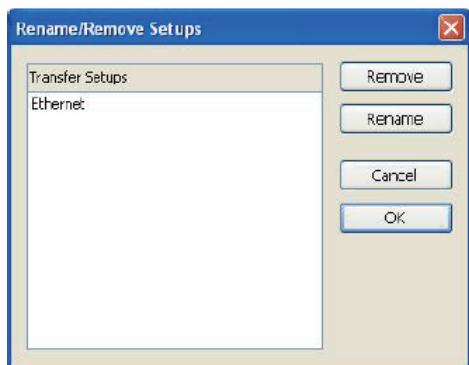 Rename/Remove Setups
Transfer Setups
Ethernet
Remove
Rename
Cancel
OK